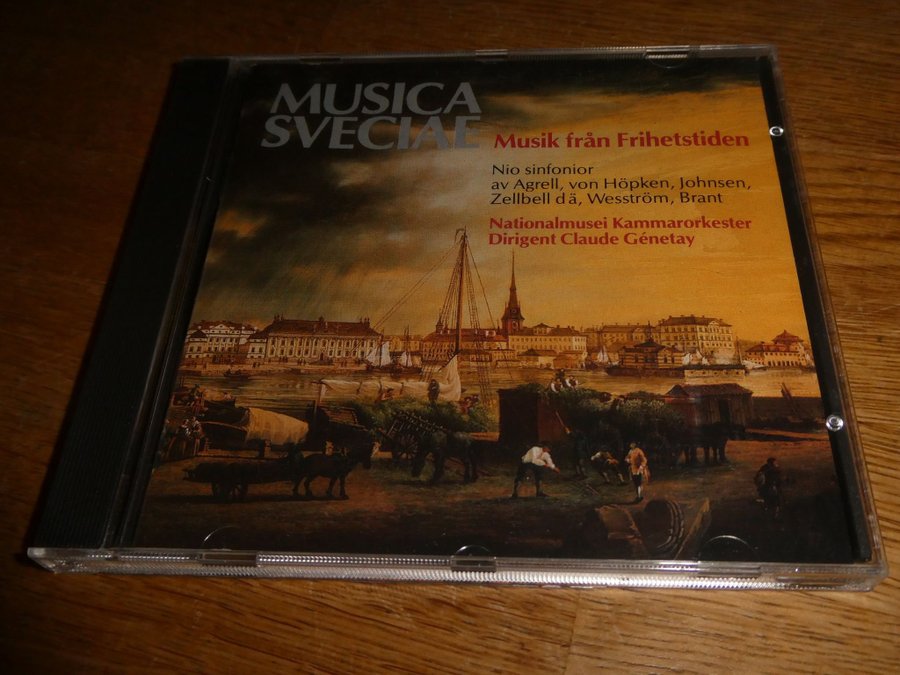 MUSICA
SVECIAE
Musik från Frihetstiden
Nio sinfonior
av Agrell, von Höpken, Johnsen,
Zellbell d ä, Wesström, Brant
Nationalmusei Kammarorkester
Dirigent Claude Génetay